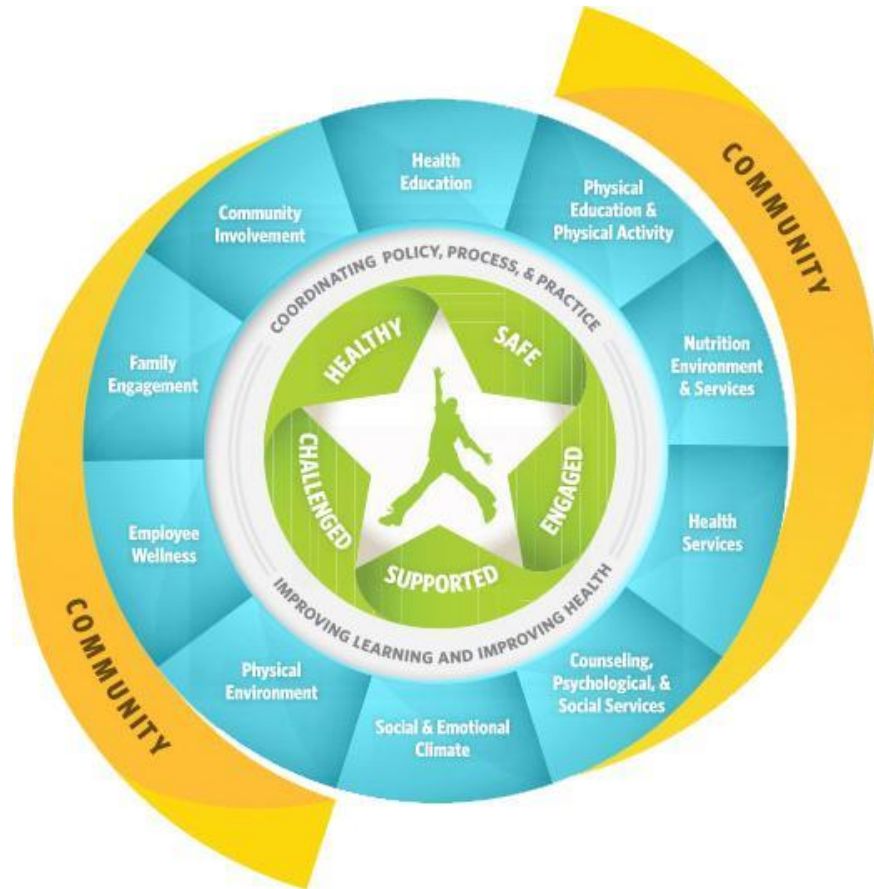 COMMUNITY
Health
Education
Physical
Education &
Physical Activity
Nutrition
Environment
& Services
Health
Services
Counseling,
Psychological, &
Social Services
Social & Emotional
Climate
Physical
Environment
Employee
Wellness
Family
Engagement
Community
Involvement
COORDINATING POLICY, PROCESS, & PRACTICE
IMPROVING LEARNING AND IMPROVING HEALTH
HEALTHY
SAFE
ENGAGED
SUPPORTED
CHALLENGED
COMMUNITY